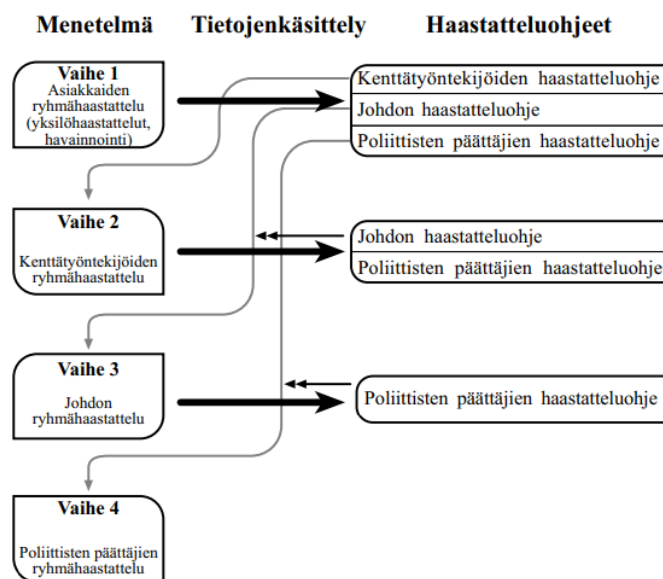 Menetelmä Tietojenkäsittely Haastatteluohjeet
Vaihe 1
Asiakkaiden
ryhmähaastattelu
(yksilöhaastattelut,
havainnointi)
Kenttätyöntekijöiden haastatteluohje
Johdon haastatteluohje
Poliittisten päättäjien haastatteluohje
Vaihe 2
Kenttätyöntekijöiden
ryhmähaastattelu
Johdon haastatteluohje
Poliittisten päättäjien haastatteluohje
Vaihe 3
Johdon
ryhmähaastattelu
Poliittisten päättäjien haastatteluohje
Vaihe 4
Poliittisten päättäjien
ryhmähaastattelu